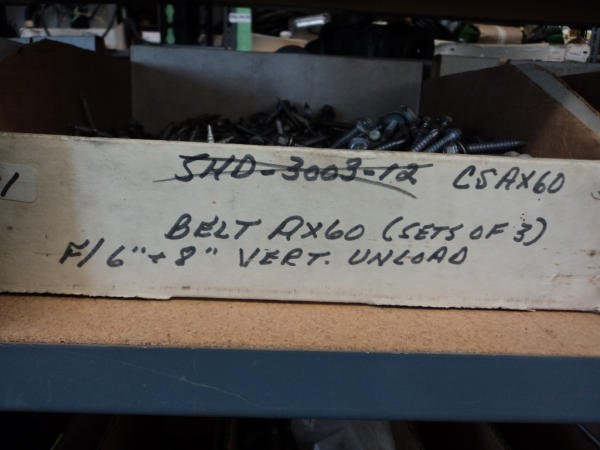 SHD-3003-12 CSAX60
BELT AX60 (SETS OF 3)
F/6"+8" VERT. UNLOAD